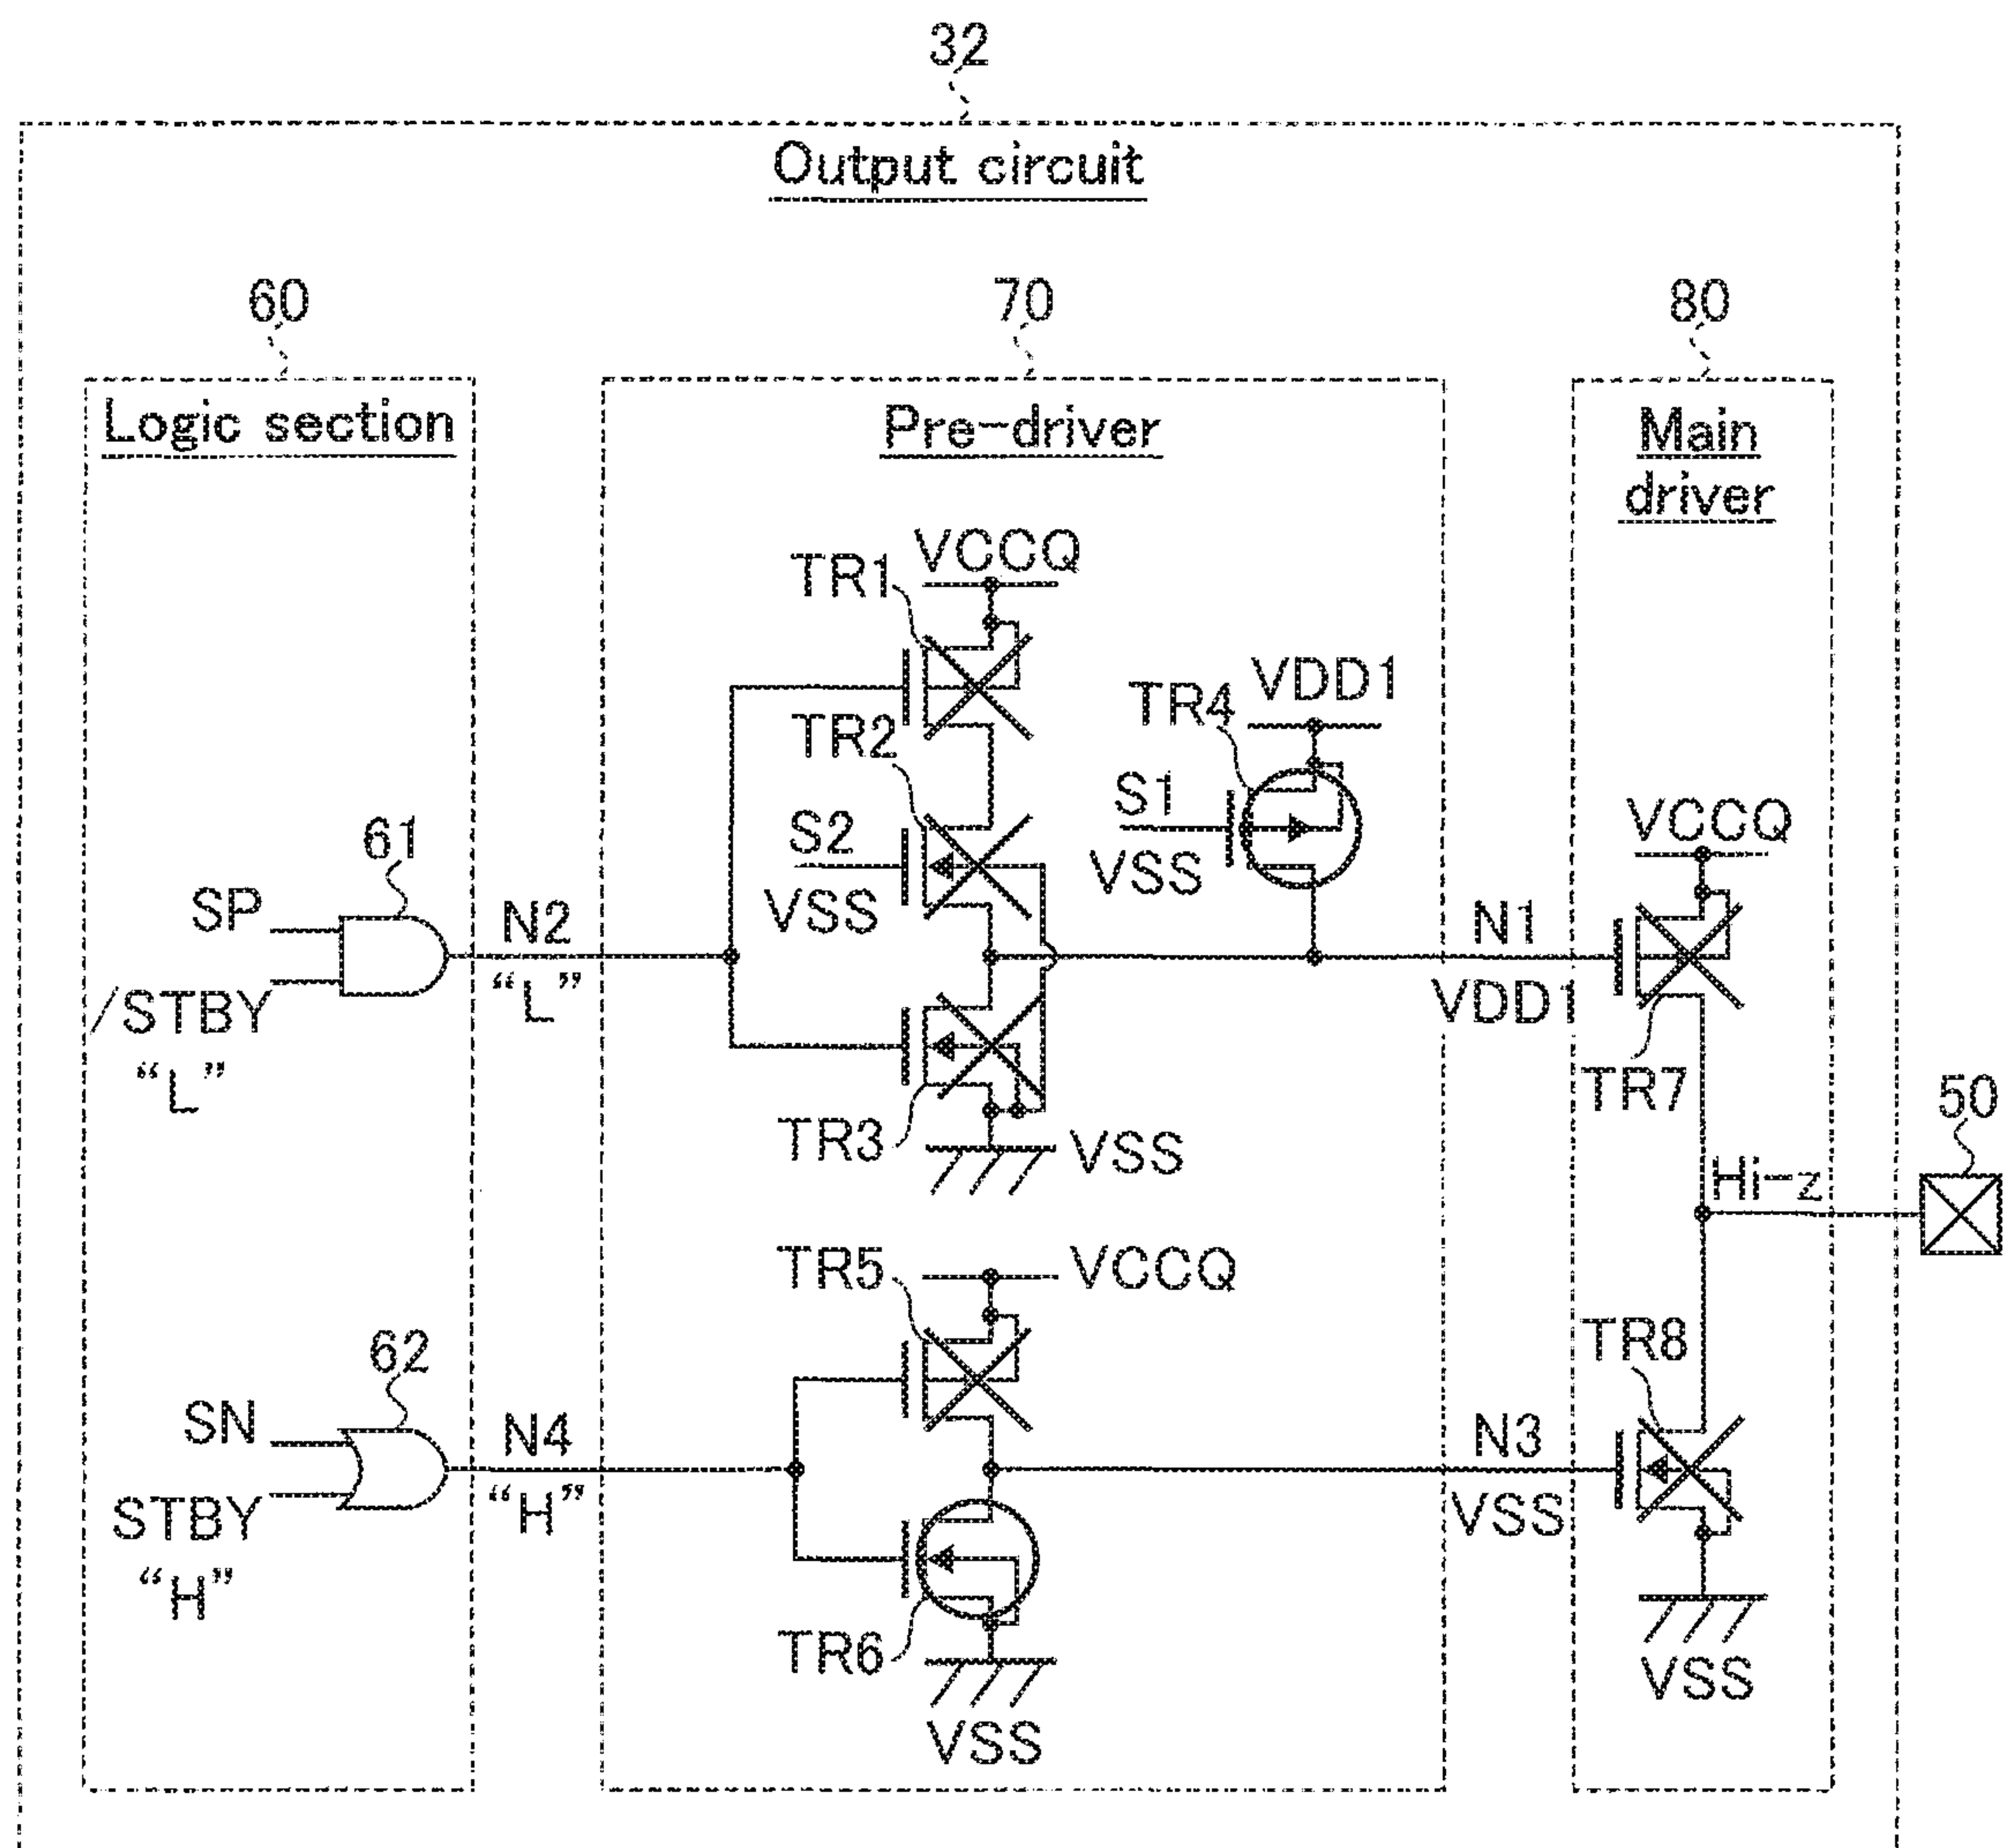 32
Output circuit
60
70
80
Logic section
Pre-driver
Main
driver
VCCQ
TR1
TR2
TR4
VDD1
S1
VSS
VCCQ
61
S2
VSS
SP
/STBY
"L"
N2
"L"
N1
VDD1
TR7
TR3
VSS
50
Hi-z
TR5
VCCQ
TR8
62
SN
STBY
"H"
N4
"H"
N3
VSS
TR6
VSS
VSS